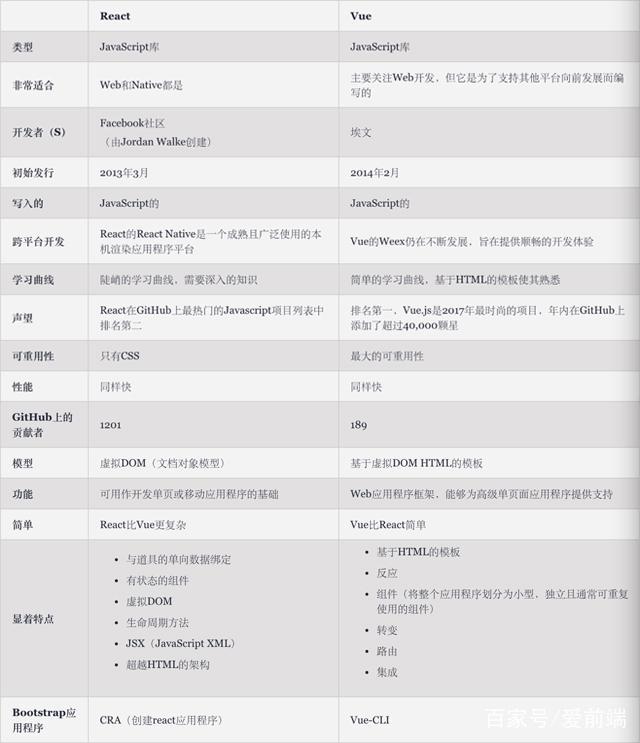 React Vue
类型 JavaScript库 JavaScript库
非常适合 Web和Native都是 主要关注Web开发，但它是为了支持其他平台向前发展而编
写的
开发者（S） Facebook社区
（由Jordan Walke创建） 埃文
初始发行 2013年3月 2014年2月
写入的 JavaScript的 JavaScript的
跨平台开发 React的React Native是一个成熟且广泛使用的本
机渲染应用程序平台 Vue的Weex仍在不断发展，旨在提供顺畅的开发体验
学习曲线 陡峭的学习曲线，需要深入的知识 简单的学习曲线，基于HTML的模板使其熟悉
声望 React在GitHub上最热门的Javascript项目列表中
排名第二 排名第一，Vue.js是2017年最时尚的项目，年内在GitHub上
添加了超过40,000颗星
可重用性 只有CSS 最大的可重用性
性能 同样快 同样快
GitHub上的
贡献者 1201 189
模型 虚拟DOM（文档对象模型） 基于虚拟DOM HTML的模板
功能 可用作开发单页或移动应用程序的基础 Web应用程序框架，能够为高级单页面应用程序提供支持
简单 React比Vue更复杂 Vue比React简单
显着特点
• 与道具的单向数据绑定
• 有状态的组件
• 虚拟DOM
• 生命周期方法
• JSX（JavaScript XML）
• 超越HTML的架构
• 基于HTML的模板
• 反应
• 组件（将整个应用程序划分为小型，独立且通常可重复
使用的组件）
• 转变
• 路由
• 集成
Bootstrap应
用程序 CRA（创建react应用程序） Vue-CLI
百家号/爱前端